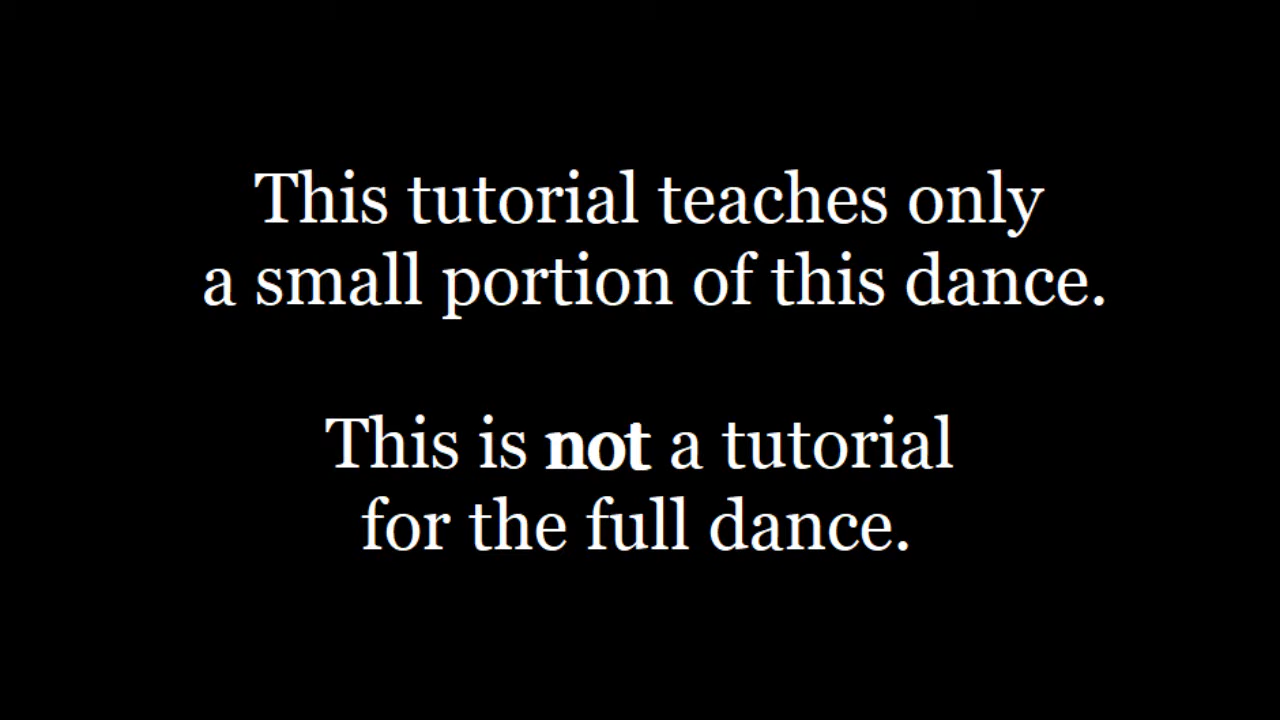 This tutorial teaches only
a small portion of this dance.
This is not a tutorial
for the full dance.